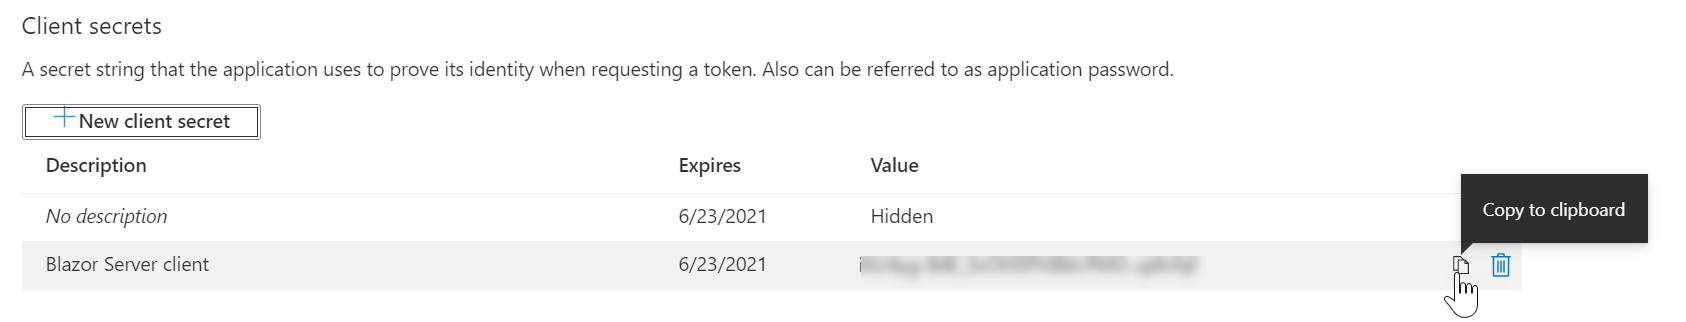 Client secrets
A secret string that the application uses to prove its identity when requesting a token. Also can be referred to as application password.
New client secret
Description Expires Value
No description 6/23/2021 Hidden
Copy to clipboard
Blazor Server client 6/23/2021